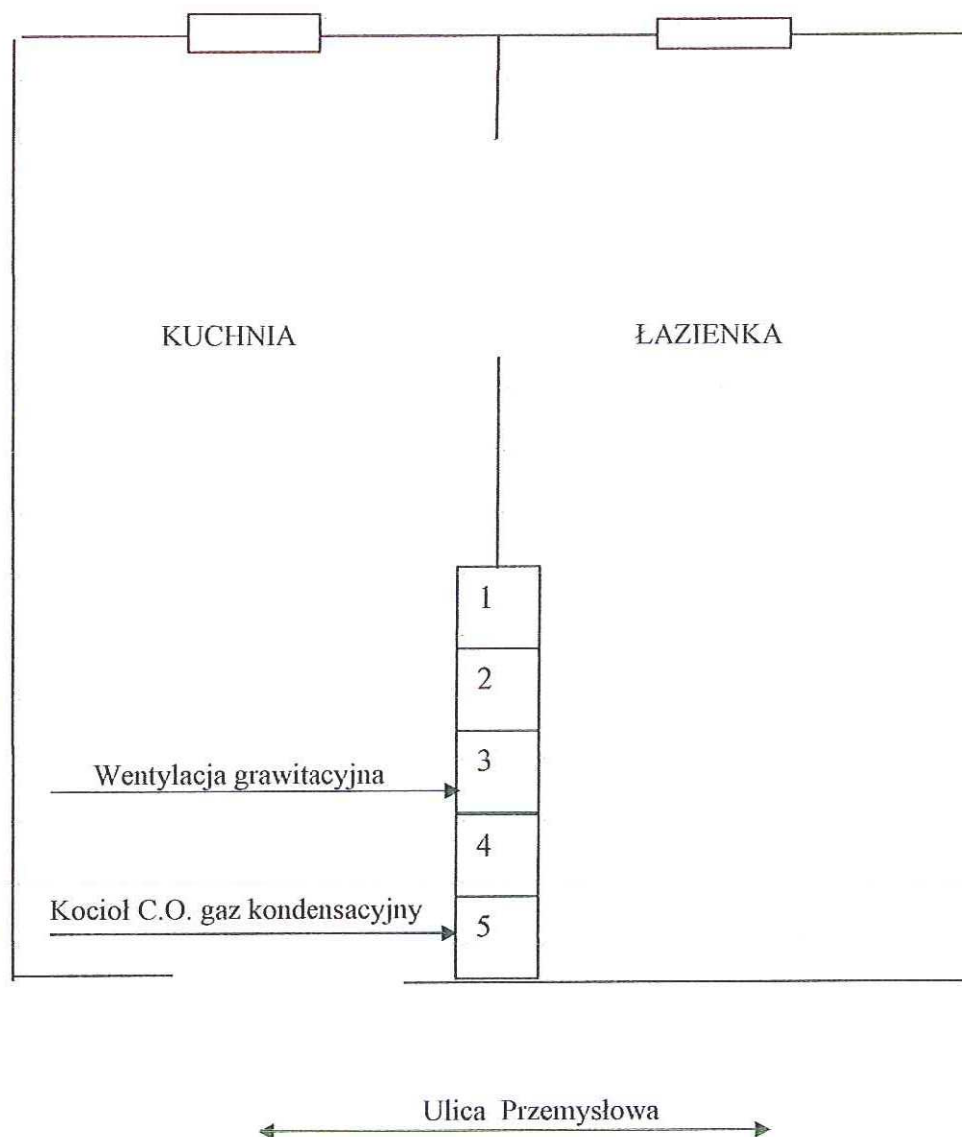 KUCHNIA
ŁAZIENKA
1
2
3
Wentylacja grawitacyjna
4
Kocioł C.O. gaz kondensacyjny
5
Ulica Przemysłowa